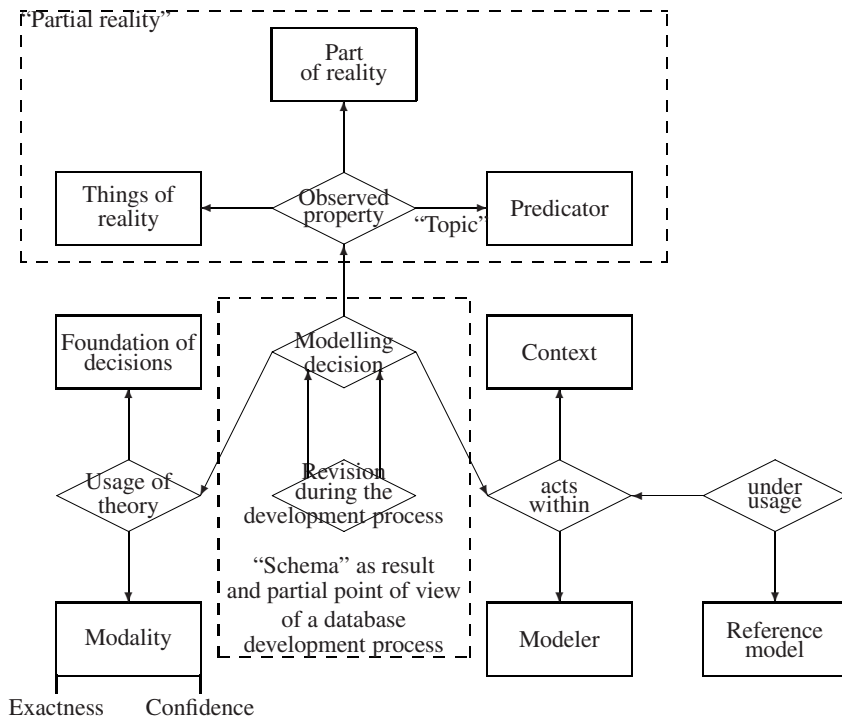 “Partial reality”
Part
of reality
Things of
reality
Observed
property
“Topic”
Predicator
Foundation of
decisions
Modelling
decision
Context
Usage of
theory
Revision
during the
development process
acts
within
under
usage
“Schema” as result
and partial point of view
of a database
development process
Modality
Modeler
Reference
model
Exactness
Confidence